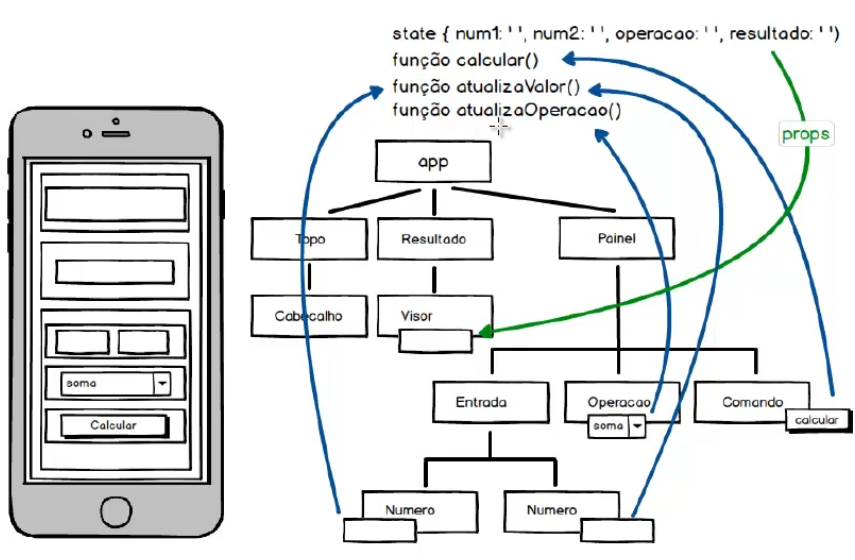 state { num1: '', num2: '', operacao: '', resultado: '')
função calcular()
função atualizaValor()
função atualizaOperacao()
props
app
Topo
Resultado
Painel
Cabecalho
Visor
Entrada
Operacao
Comando
soma
calcular
Numero
Numero
soma
Calcular